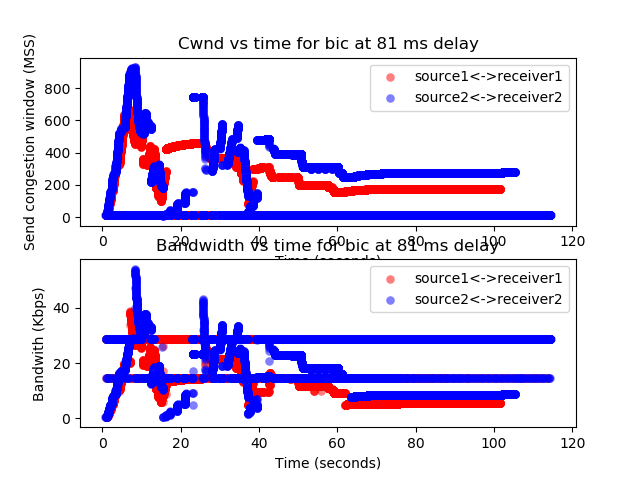 Cwnd vs time for bic at 81 ms delay
Send congestion window (MSS)
800
600
400
200
0
source1<->receiver1
source2<->receiver2
0 20 40 60 80 100 120
Time (seconds)
Bandwidth vs time for bic at 81 ms delay
Bandwith (Kbps)
40
20
0
source1<->receiver1
source2<->receiver2
0 20 40 60 80 100 120
Time (seconds)